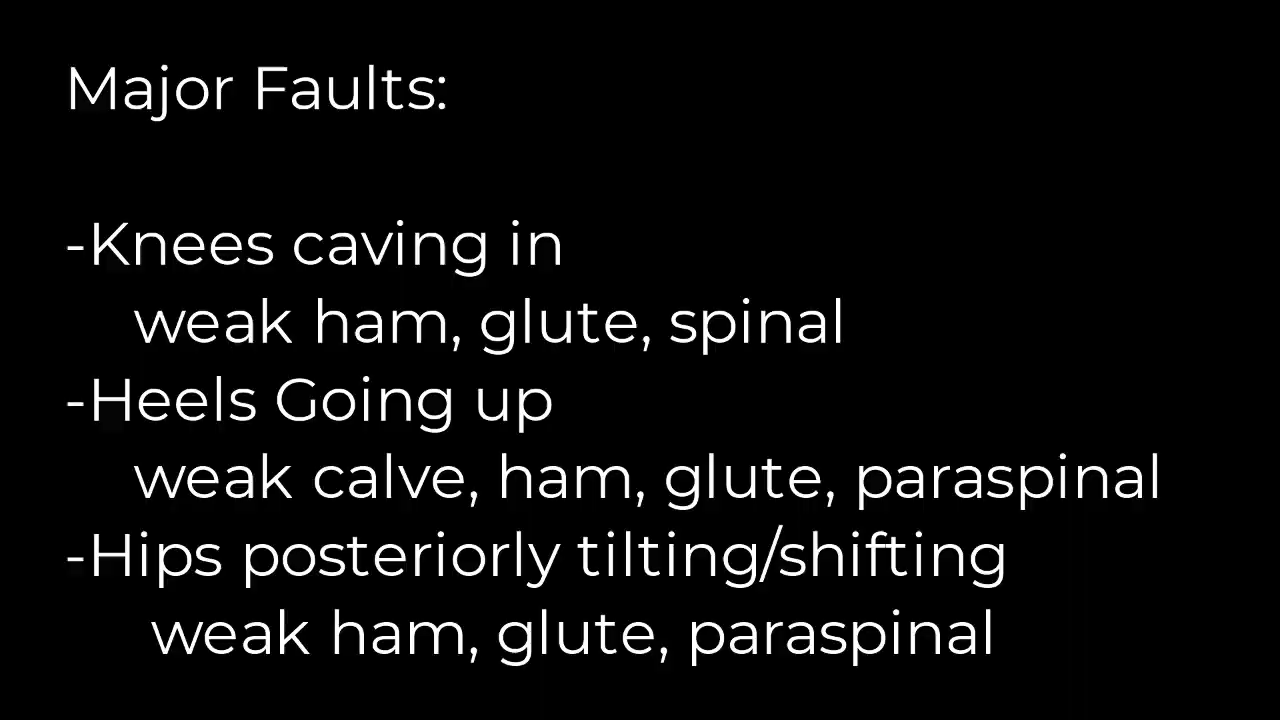 Major Faults:
-Knees caving in
weak ham, glute, spinal
-Heels Going up
weak calve, ham, glute, paraspinal
-Hips posteriorly tilting/shifting
weak ham, glute, paraspinal